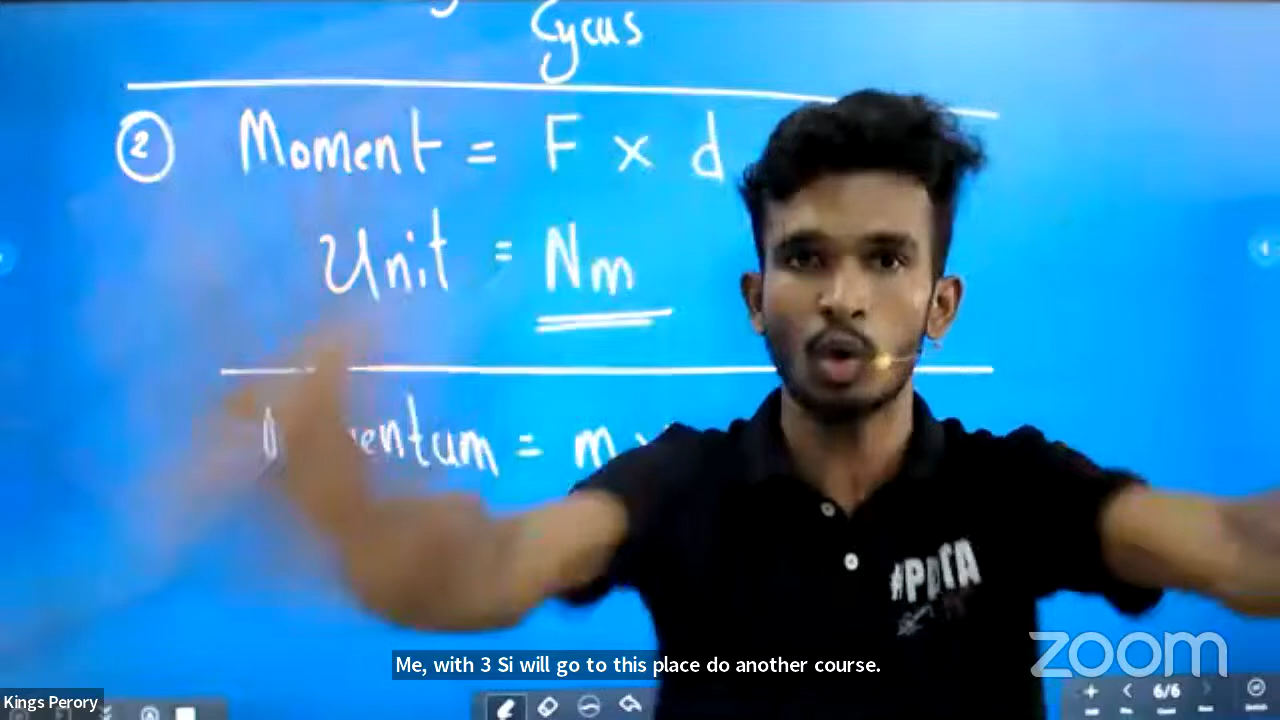 Cycus
2 Moment = F x d
Unit = Nm
= m
zoom
Me, with 3 Si will go to this place do another course.
Kings Perory
6/6